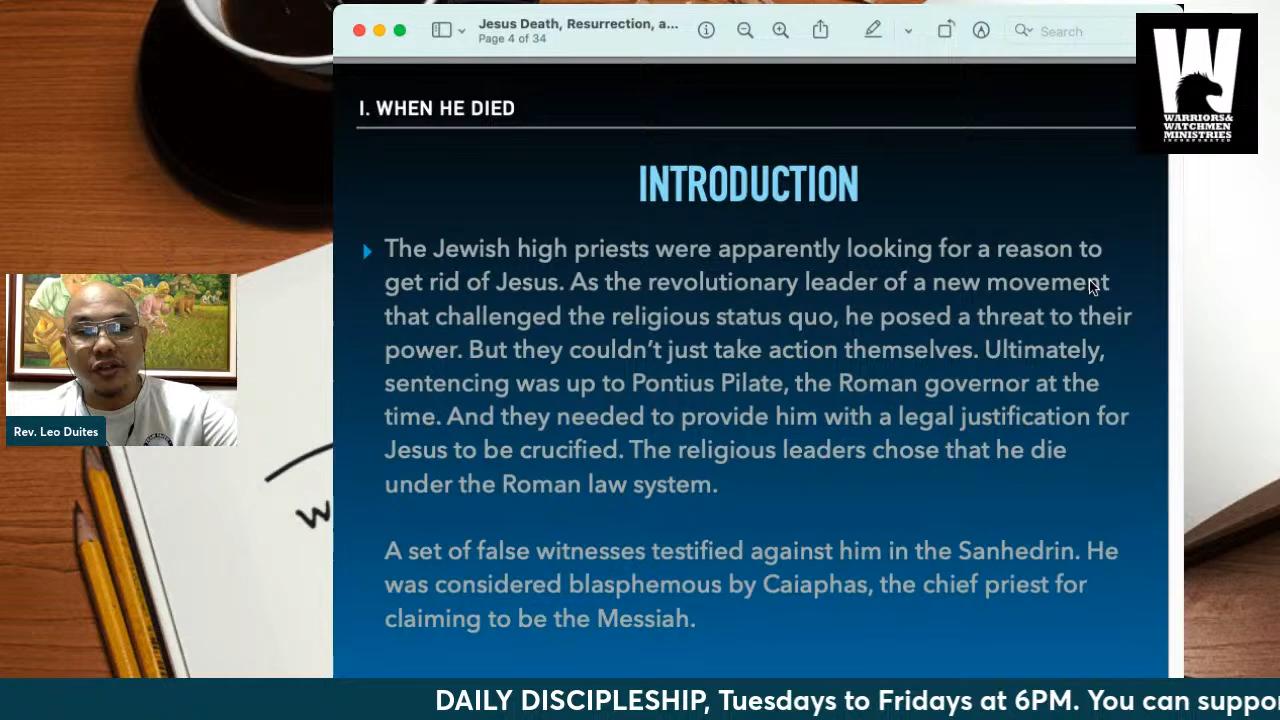 Jesus Death, Resurrection, a...
Page 4 of 34
Search
WARRIORS&
WATCHMEN
MINISTRIES
INCORPORATED
I. WHEN HE DIED
INTRODUCTION
The Jewish high priests were apparently looking for a reason to
get rid of Jesus. As the revolutionary leader of a new movement
that challenged the religious status quo, he posed a threat to their
power. But they couldn't just take action themselves. Ultimately,
sentencing was up to Pontius Pilate, the Roman governor at the
time. And they needed to provide him with a legal justification for
Jesus to be crucified. The religious leaders chose that he die
under the Roman law system.
A set of false witnesses testified against him in the Sanhedrin. He
was considered blasphemous by Caiaphas, the chief priest for
claiming to be the Messiah.
Rev. Leo Duites
W
DAILY DISCIPLESHIP, Tuesdays to Fridays at 6PM. You can suppo